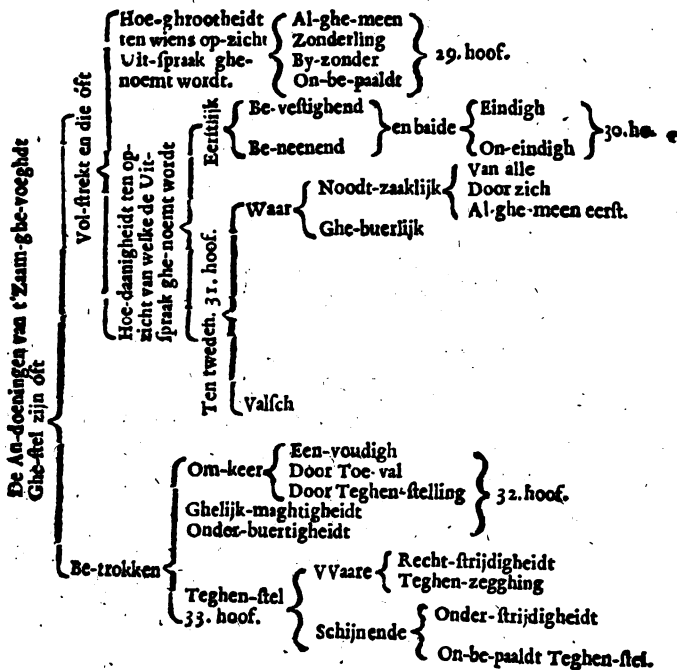 De An-doeningen van t'Zaam-ghe-voeghdt
Ghe-stel zijn óft
Vol-strekt en die óft
Hoe-ghrootheidt
ten wiens op-zicht
Uit-spraak ghe-
noemt wordt.
Al-ghe-meen
Zonderling
By-zonder
On-be-paaldt
29. hoof.
Hoe-daanigheidt ten op-
zicht van welke de Uit-
spraak ghe-noemt wordt
Eerstlijk
Be-vestighend
Be-neenend
en baide
Eindigh
On-eindigh
30. ho.
Ten tweden. 31. hoof.
Waar
Noodt-zaaklijk
Van alle
Door zich
Al-ghe-meen eerst.
Ghe-buerlijk
Valsch
Be-trokken
Om-keer
Een-voudigh
Door Toe-val
Door Teghen-stelling
Ghelijk-maghtigheidt
Onder-buertigheidt
32. hoof.
Teghen-stel
33. hoof.
VVaare
Recht-strijdigheidt
Teghen-zegghing
Schijnende
Onder-strijdigheidt
On-be-paaldt Teghen-stel.